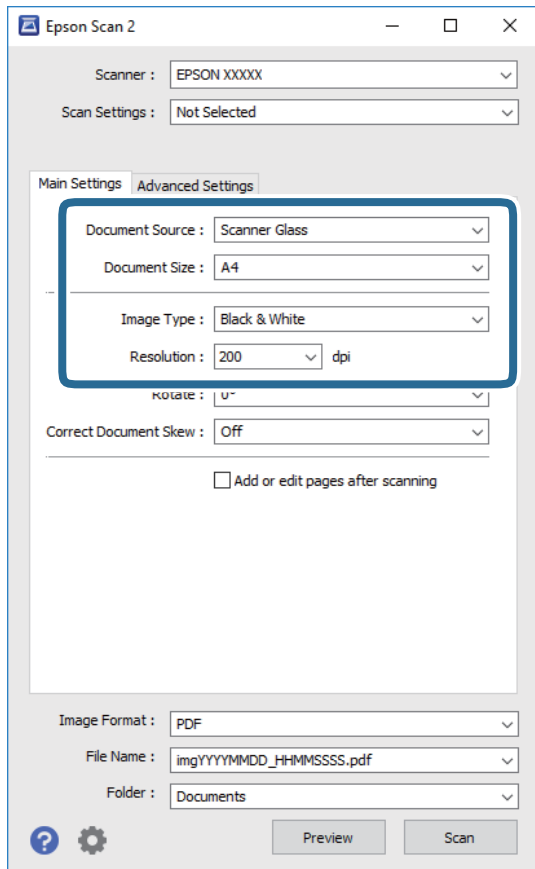 Epson Scan 2
Scanner : EPSON XXXXX
Scan Settings : Not Selected
Main Settings Advanced Settings
Document Source : Scanner Glass
Document Size : A4
Image Type : Black & White
Resolution : 200 dpi
Rotate : 0°
Correct Document Skew : Off
Add or edit pages after scanning
Image Format : PDF
File Name : imgYYYYMMDD_HHMMSSSS.pdf
Folder : Documents
? Preview Scan